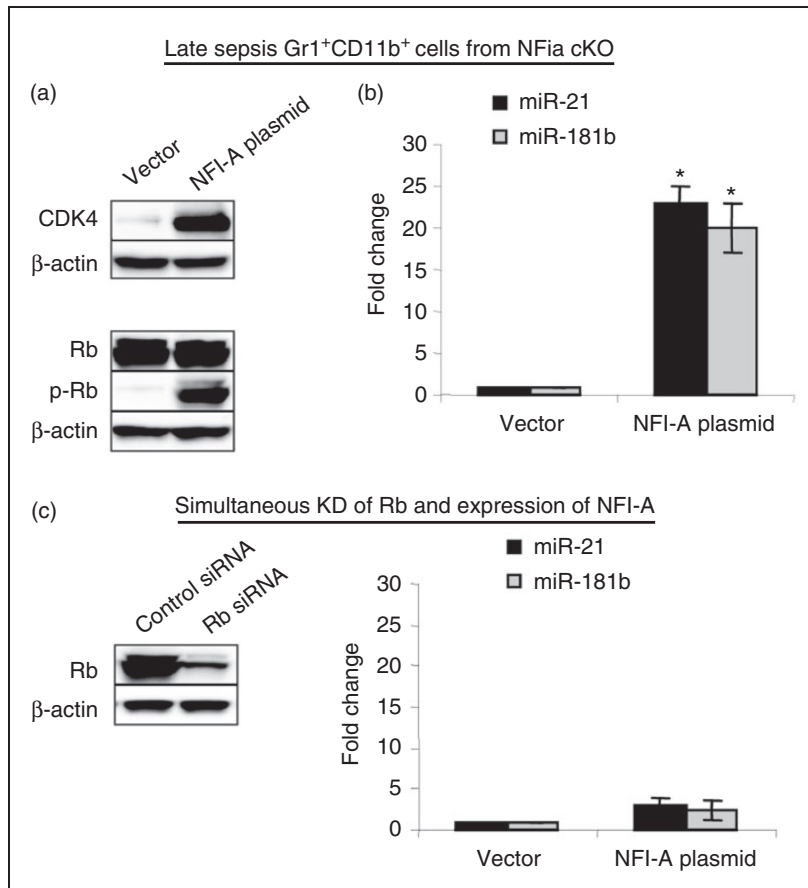 Late sepsis Gr1⁺CD11b⁺ cells from NFia cKO
(a)
Vector
NFI-A plasmid
CDK4
β-actin
Rb
p-Rb
β-actin
(b)
miR-21
miR-181b
Fold change
30
25
20
15
10
5
0
*
*
Vector
NFI-A plasmid
(c)
Simultaneous KD of Rb and expression of NFI-A
Control siRNA
Rb siRNA
Rb
β-actin
miR-21
miR-181b
Fold change
30
25
20
15
10
5
0
Vector
NFI-A plasmid